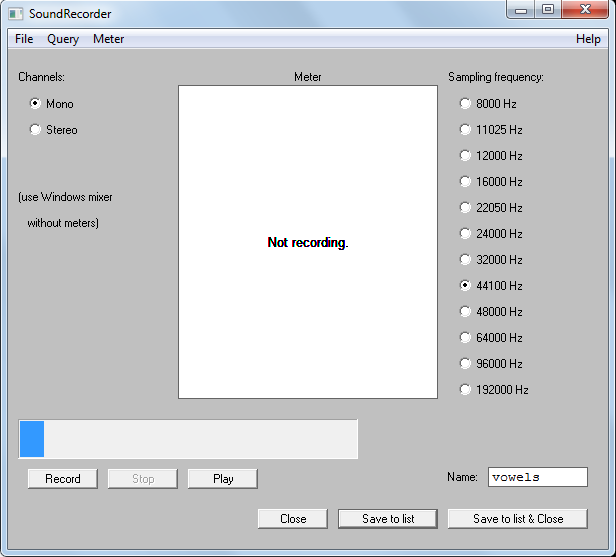 SoundRecorder
File Query Meter Help
Channels:
Mono
Stereo
(use Windows mixer
without meters)
Meter
Not recording.
Sampling frequency:
8000 Hz
11025 Hz
12000 Hz
16000 Hz
22050 Hz
24000 Hz
32000 Hz
44100 Hz
48000 Hz
64000 Hz
96000 Hz
192000 Hz
Record Stop Play
Name: vowels
Close Save to list Save to list & Close